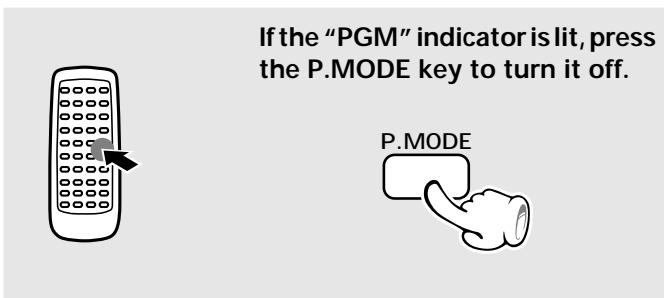 If the “PGM” indicator is lit, press
the P.MODE key to turn it off.
P.MODE